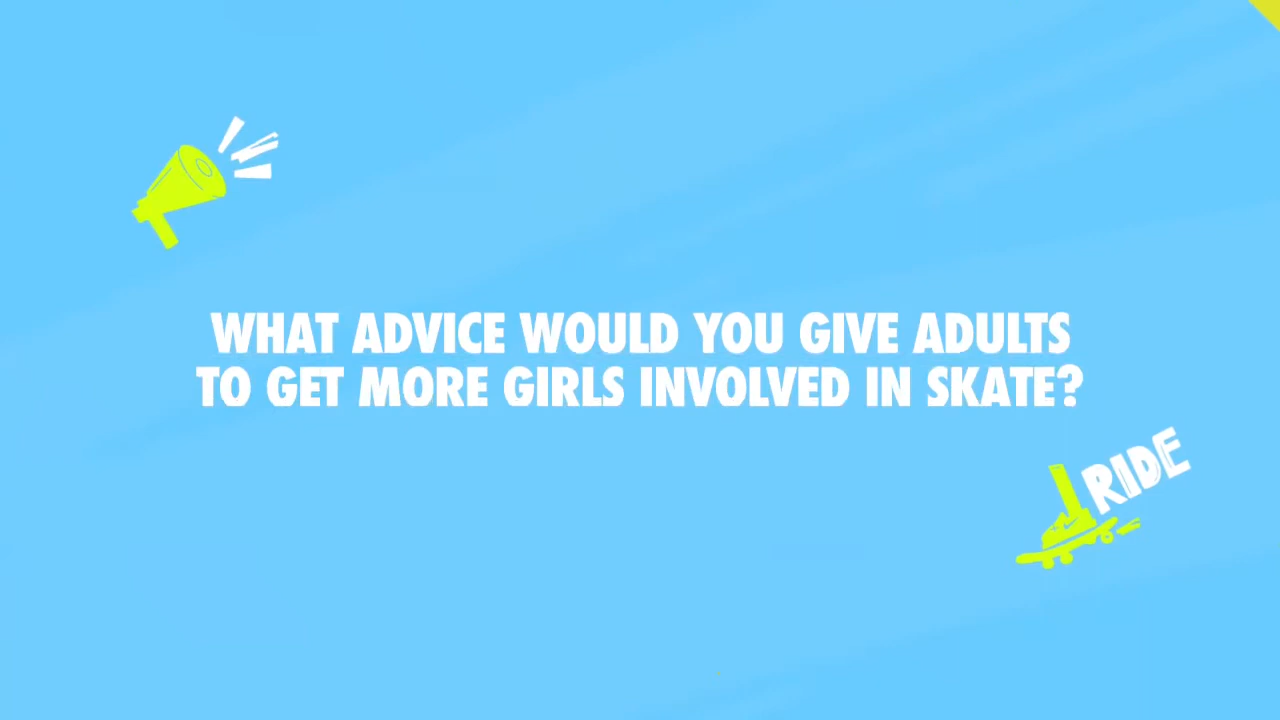 WHAT ADVICE WOULD YOU GIVE ADULTS
TO GET MORE GIRLS INVOLVED IN SKATE?
RIDE